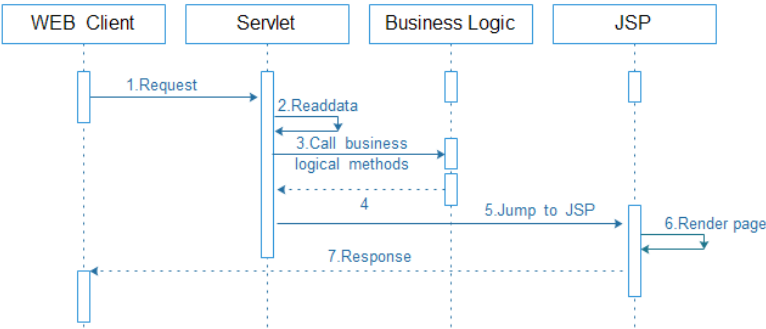 WEB Client
Servlet
Business Logic
JSP
1.Request
2.Readdata
3.Call business
logical methods
4
5.Jump to JSP
6.Render page
7.Response